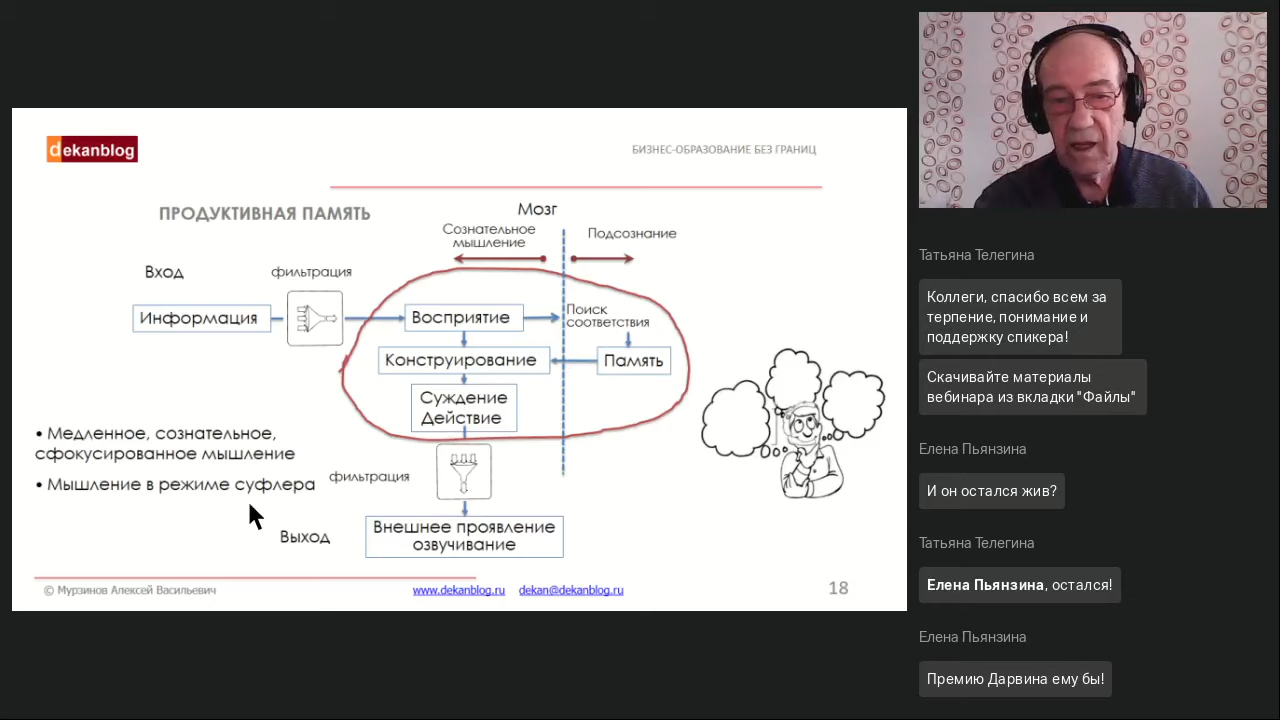 dekanblog
БИЗНЕС-ОБРАЗОВАНИЕ БЕЗ ГРАНИЦ
ПРОДУКТИВНАЯ ПАМЯТЬ
Мозг
Сознательное
мышление
Подсознание
Вход
фильтрация
Информация
Восприятие
Поиск
соответствия
Конструирование
Память
Суждение
Действие
• Медленное, сознательное,
сфокусированное мышление
• Мышление в режиме суфлера
фильтрация
Выход
Внешнее проявление
озвучивание
© Мурзинов Алексей Васильевич
www.dekanblog.ru dekan@dekanblog.ru
18
Татьяна Телегина
Коллеги, спасибо всем за
терпение, понимание и
поддержку спикера!
Скачивайте материалы
вебинара из вкладки "Файлы"
Елена Пьянзина
И он остался жив?
Татьяна Телегина
Елена Пьянзина, остался!
Елена Пьянзина
Премию Дарвина ему бы!